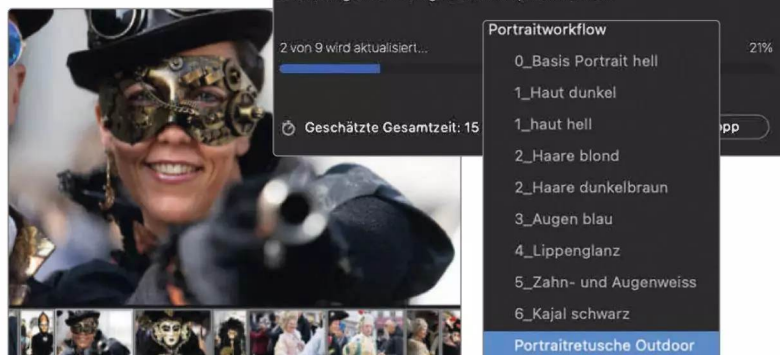 2 von 9 wird aktualisiert...
21%
Geschätzte Gesamtzeit: 15
Portraitworkflow
0_Basis Portrait hell
1_Haut dunkel
1_haut hell
2_Haare blond
2_Haare dunkelbraun
3_Augen blau
4_Lippenglanz
5_Zahn- und Augenweiss
6_Kajal schwarz
Portraitretusche Outdoor